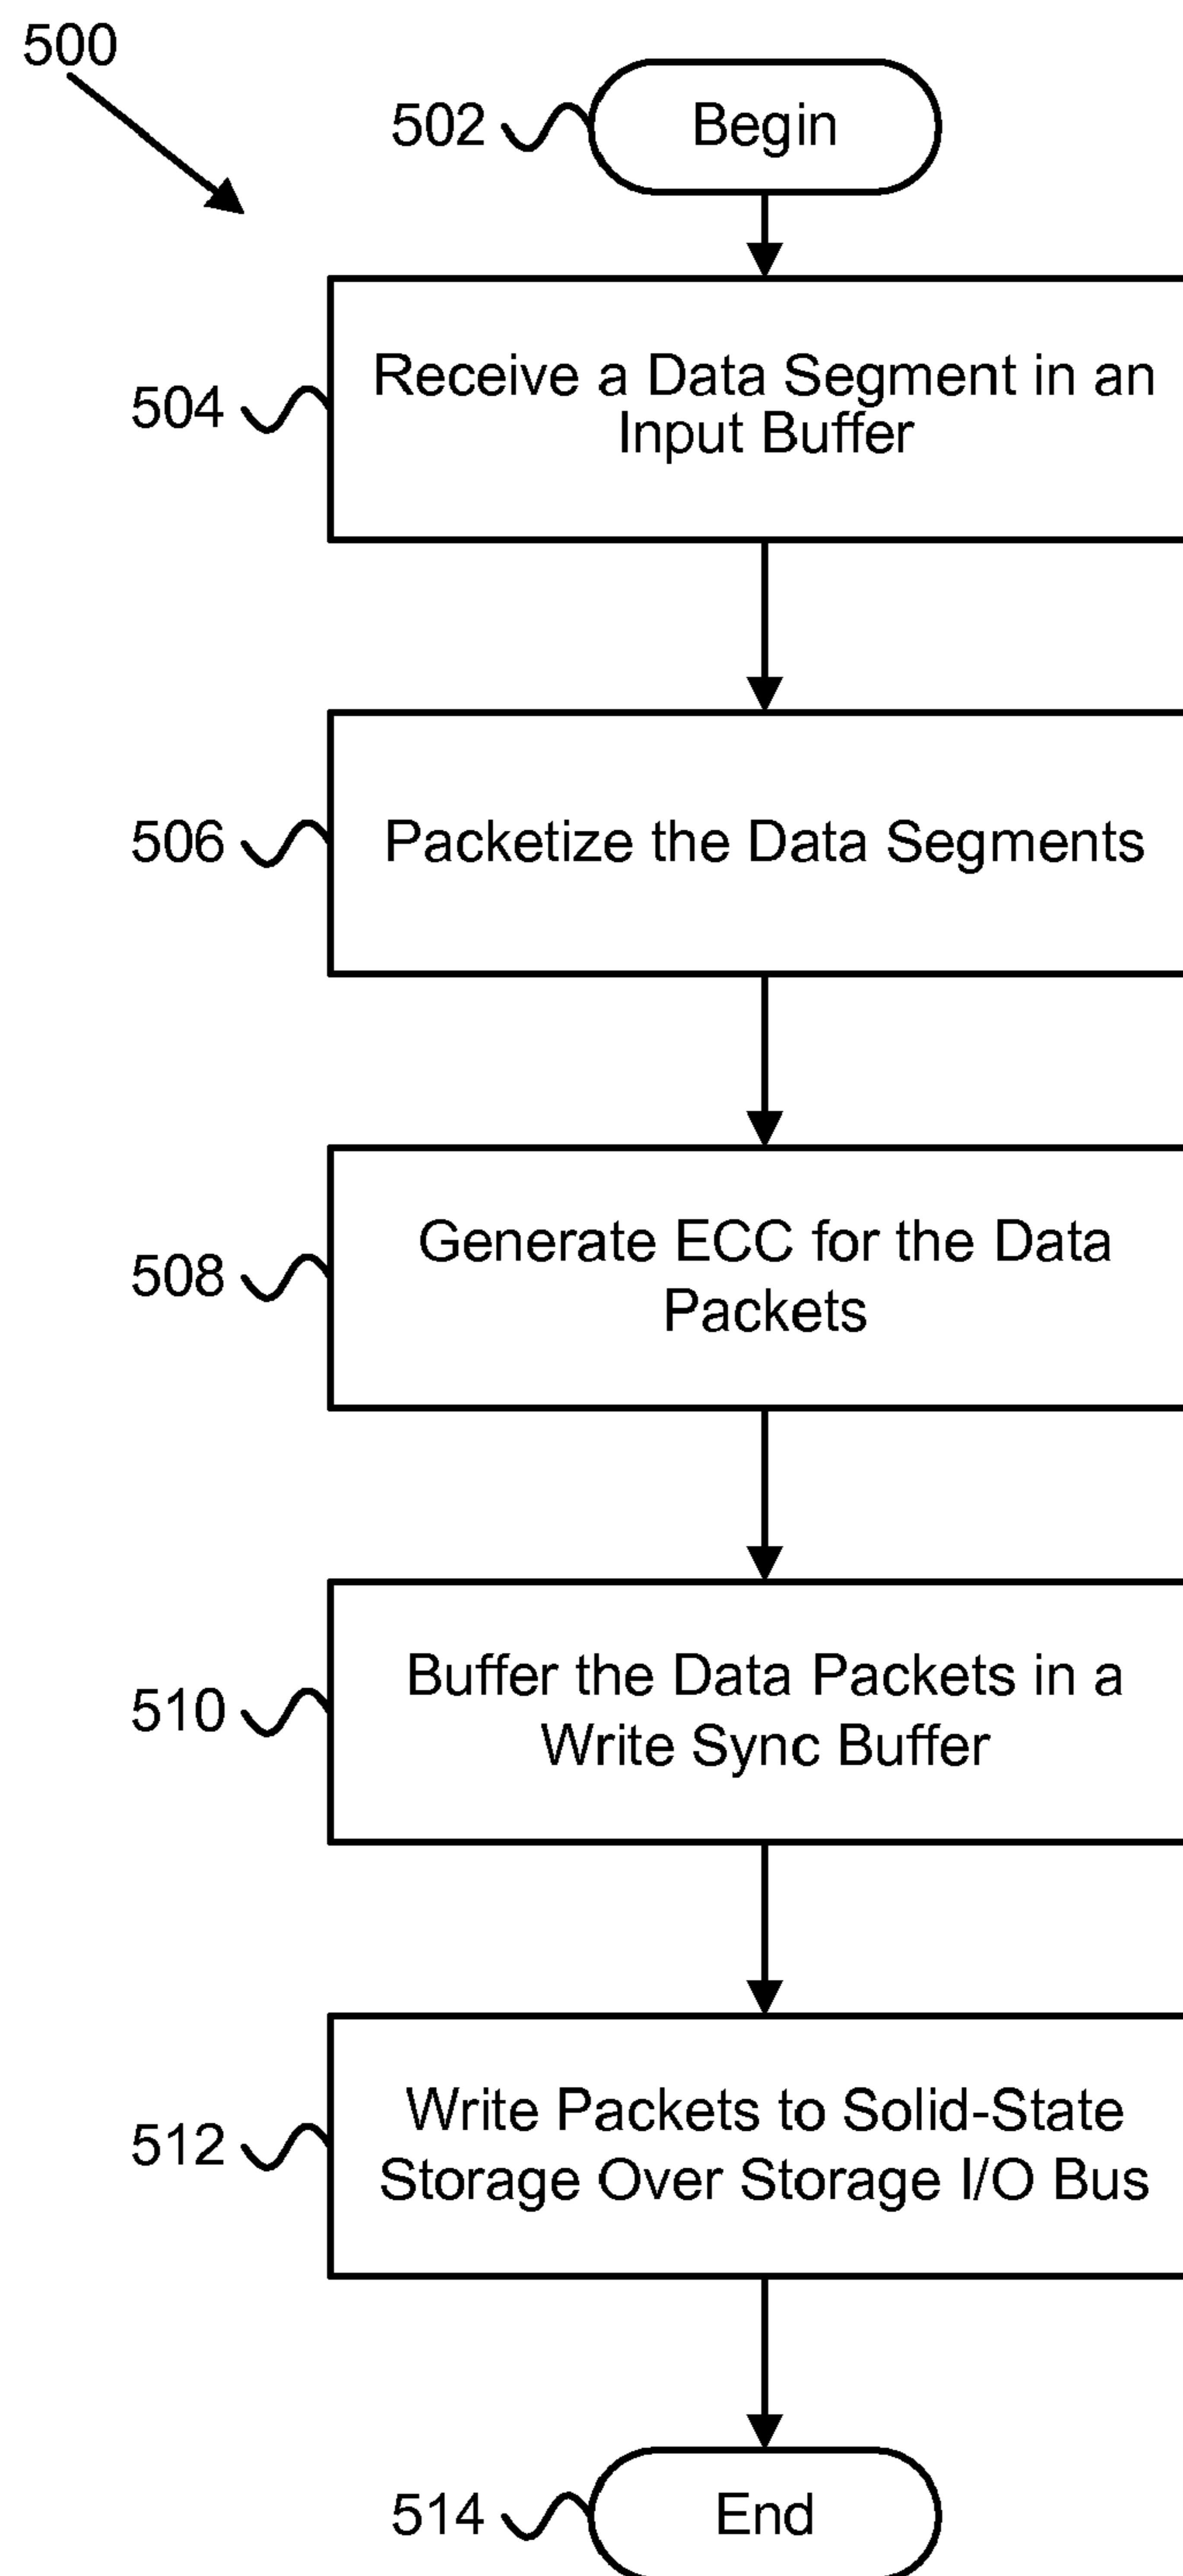 500
502
Begin
504
Receive a Data Segment in an
Input Buffer
506
Packetize the Data Segments
508
Generate ECC for the Data
Packets
510
Buffer the Data Packets in a
Write Sync Buffer
512
Write Packets to Solid-State
Storage Over Storage I/O Bus
514
End